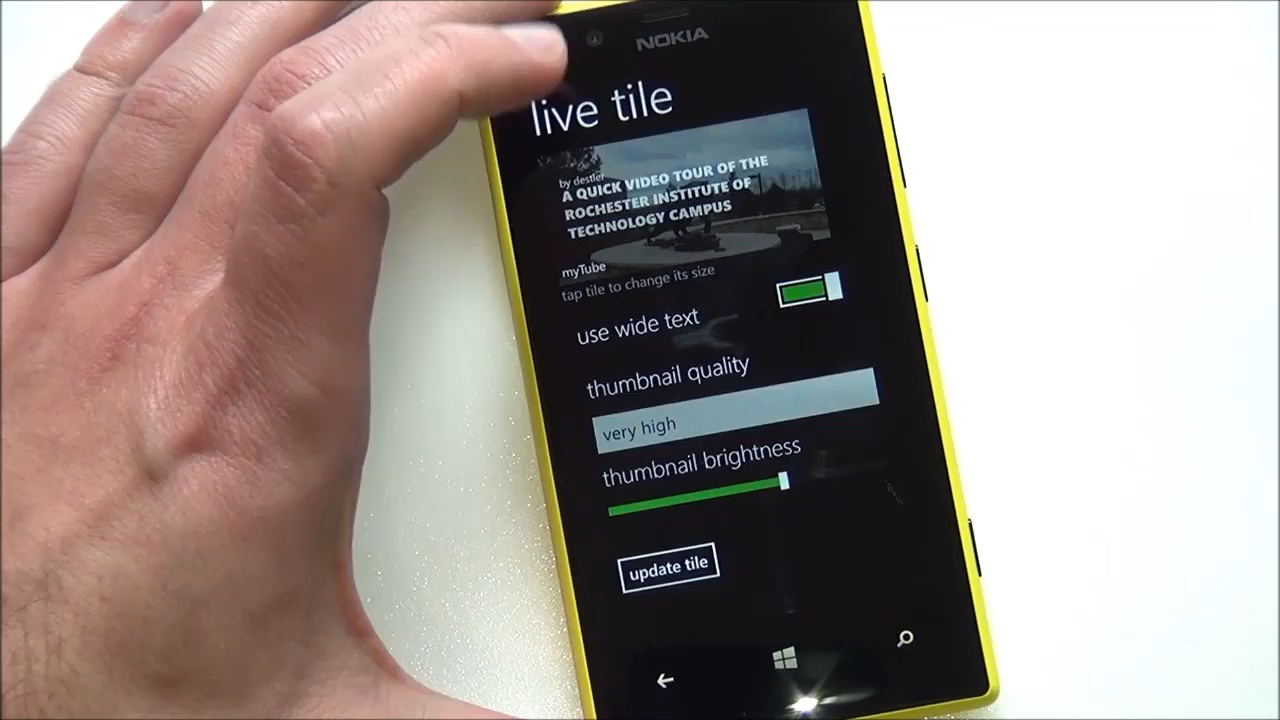 NOKIA
live tile
by destler
A QUICK VIDEO TOUR OF THE
ROCHESTER INSTITUTE OF
TECHNOLOGY CAMPUS
myTube
tap tile to change its size
use wide text
thumbnail quality
very high
thumbnail brightness
update tile